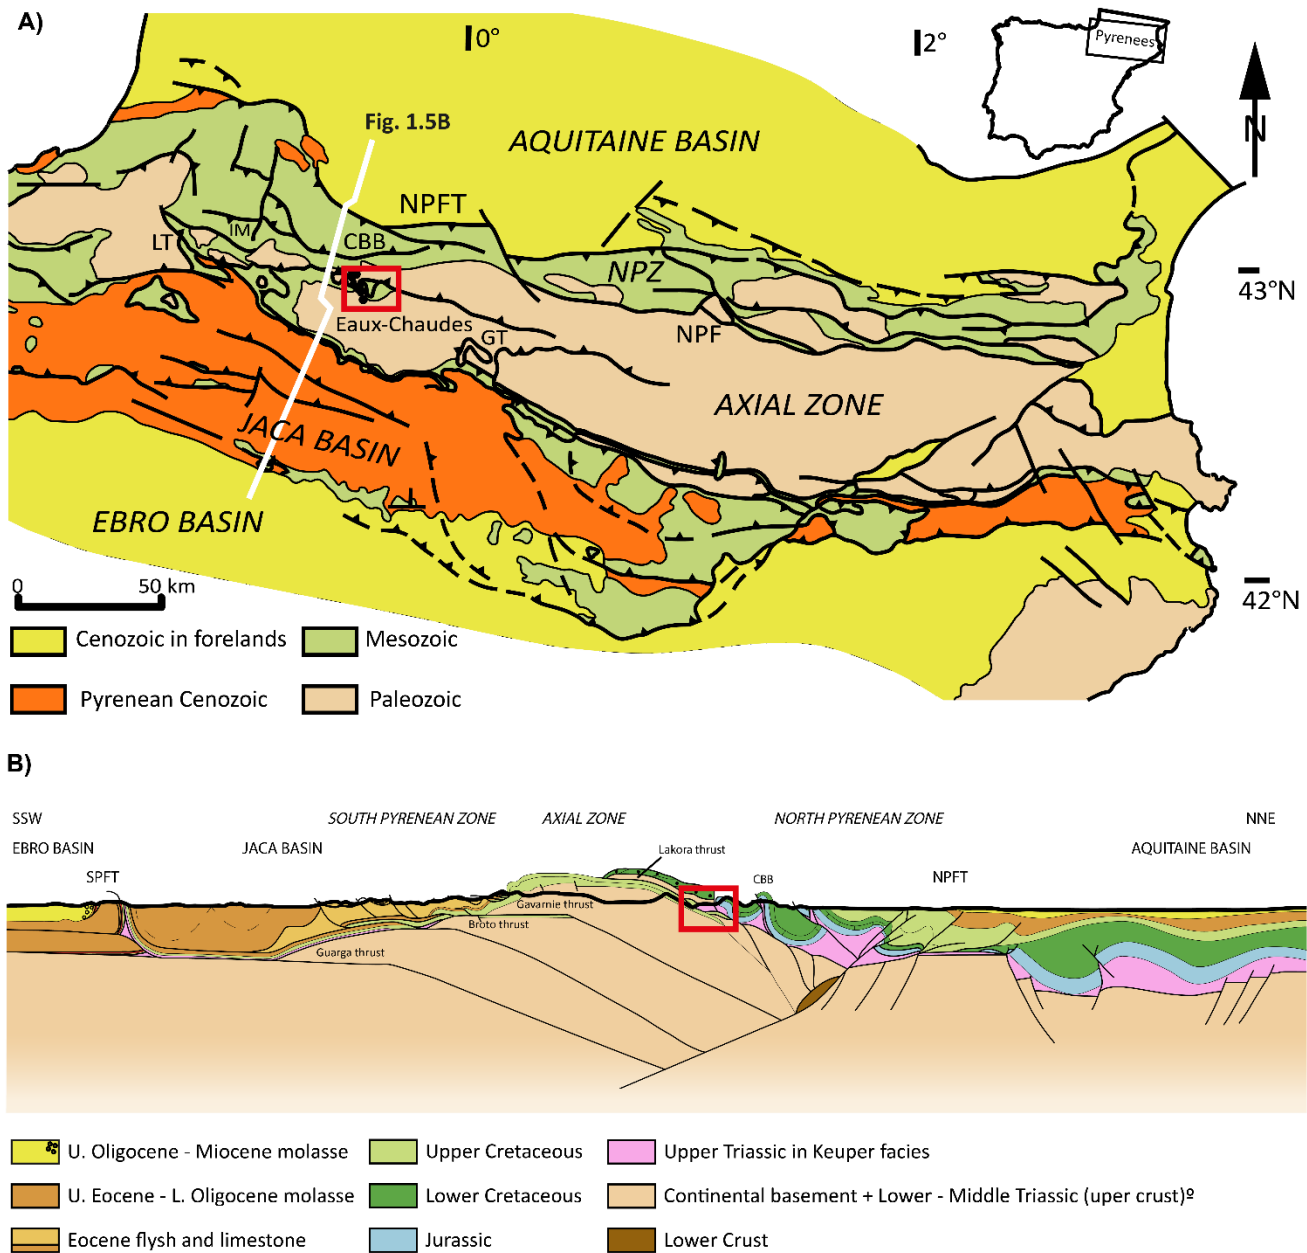 A)
0°
2°
Pyrenees
N
Fig. 1.5B
AQUITAINE BASIN
NPFT
LT
IM
CBB
NPZ
43°N
Eaux-Chaudes
GT
NPF
AXIAL ZONE
JACA BASIN
EBRO BASIN
0
50 km
42°N
Cenozoic in forelands
Mesozoic
Pyrenean Cenozoic
Paleozoic
B)
SSW
SOUTH PYRENEAN ZONE
AXIAL ZONE
NORTH PYRENEAN ZONE
NNE
EBRO BASIN
JACA BASIN
Lakora thrust
AQUITAINE BASIN
SPFT
CBB
NPFT
Gavarnie thrust
Broto thrust
Guarga thrust
U. Oligocene - Miocene molasse
Upper Cretaceous
Upper Triassic in Keuper facies
U. Eocene - L. Oligocene molasse
Lower Cretaceous
Continental basement + Lower - Middle Triassic (uper crust)º
Eocene flysh and limestone
Jurassic
Lower Crust